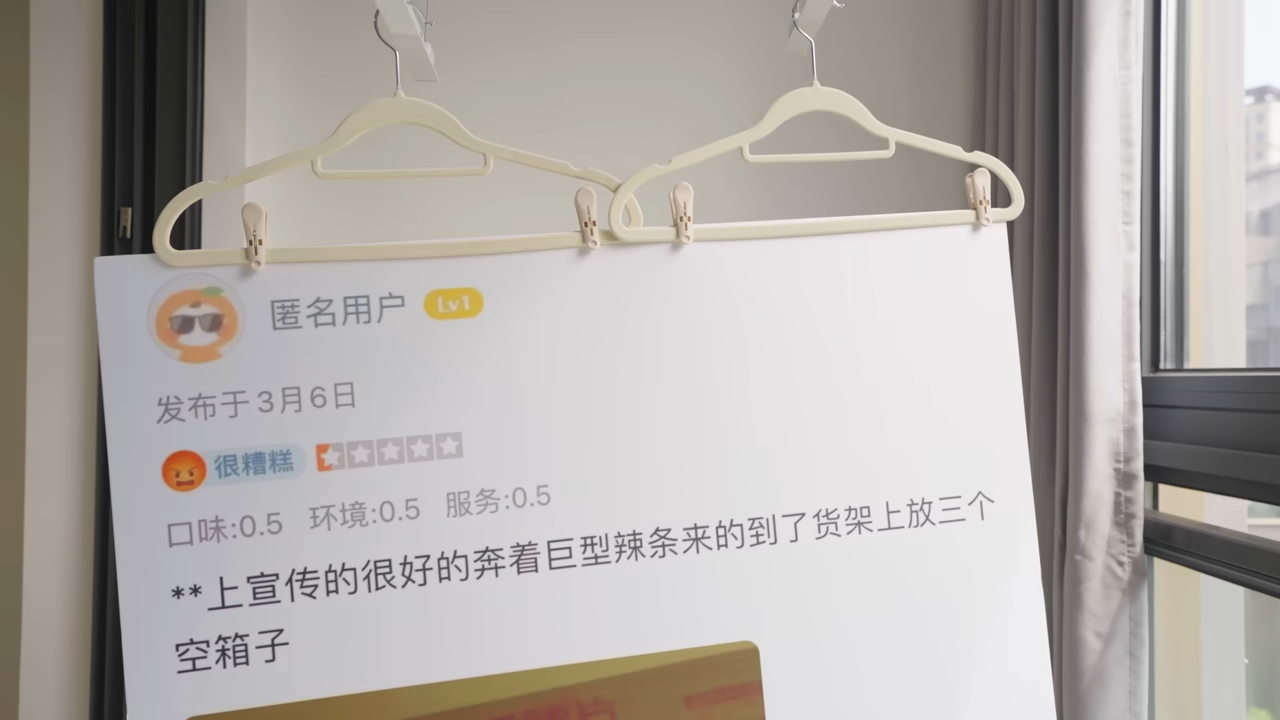 匿名用户 Lv1
发布于3月6日
很糟糕
口味:0.5 环境:0.5 服务:0.5
**上宣传的很好的奔着巨型辣条来的到了货架上放三个
空箱子